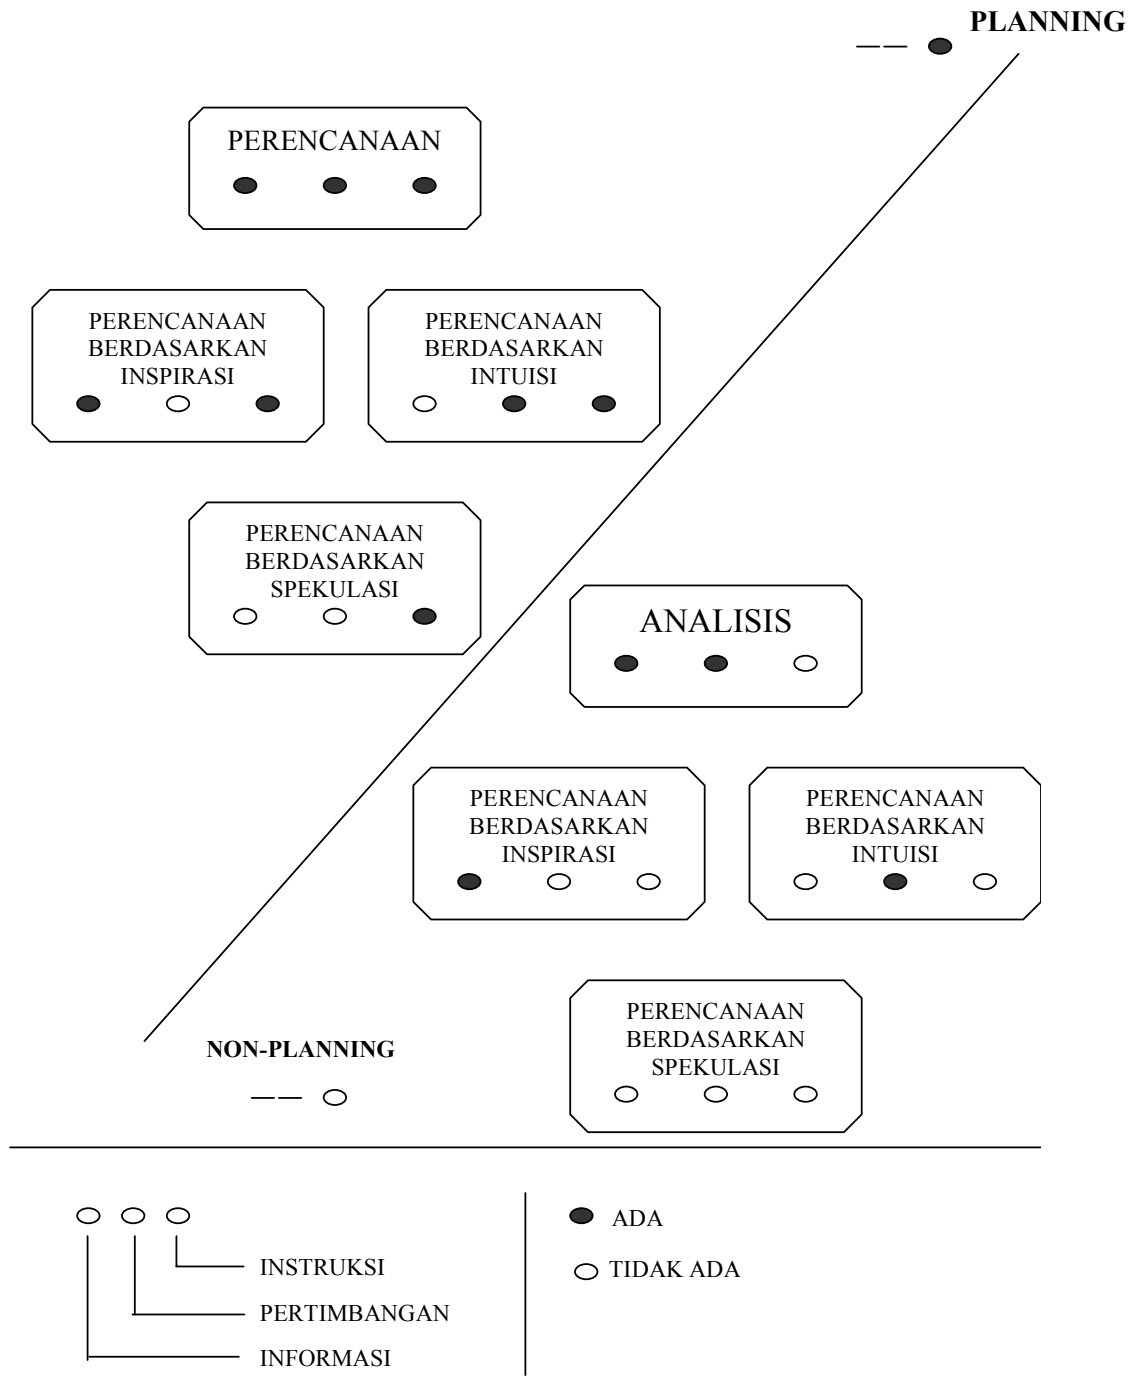 PLANNING
PERENCANAAN
PERENCANAAN
BERDASARKAN
INSPIRASI
PERENCANAAN
BERDASARKAN
INTUISI
PERENCANAAN
BERDASARKAN
SPEKULASI
ANALISIS
PERENCANAAN
BERDASARKAN
INSPIRASI
PERENCANAAN
BERDASARKAN
INTUISI
NON-PLANNING
PERENCANAAN
BERDASARKAN
SPEKULASI
INSTRUKSI
PERTIMBANGAN
INFORMASI
ADA
TIDAK ADA